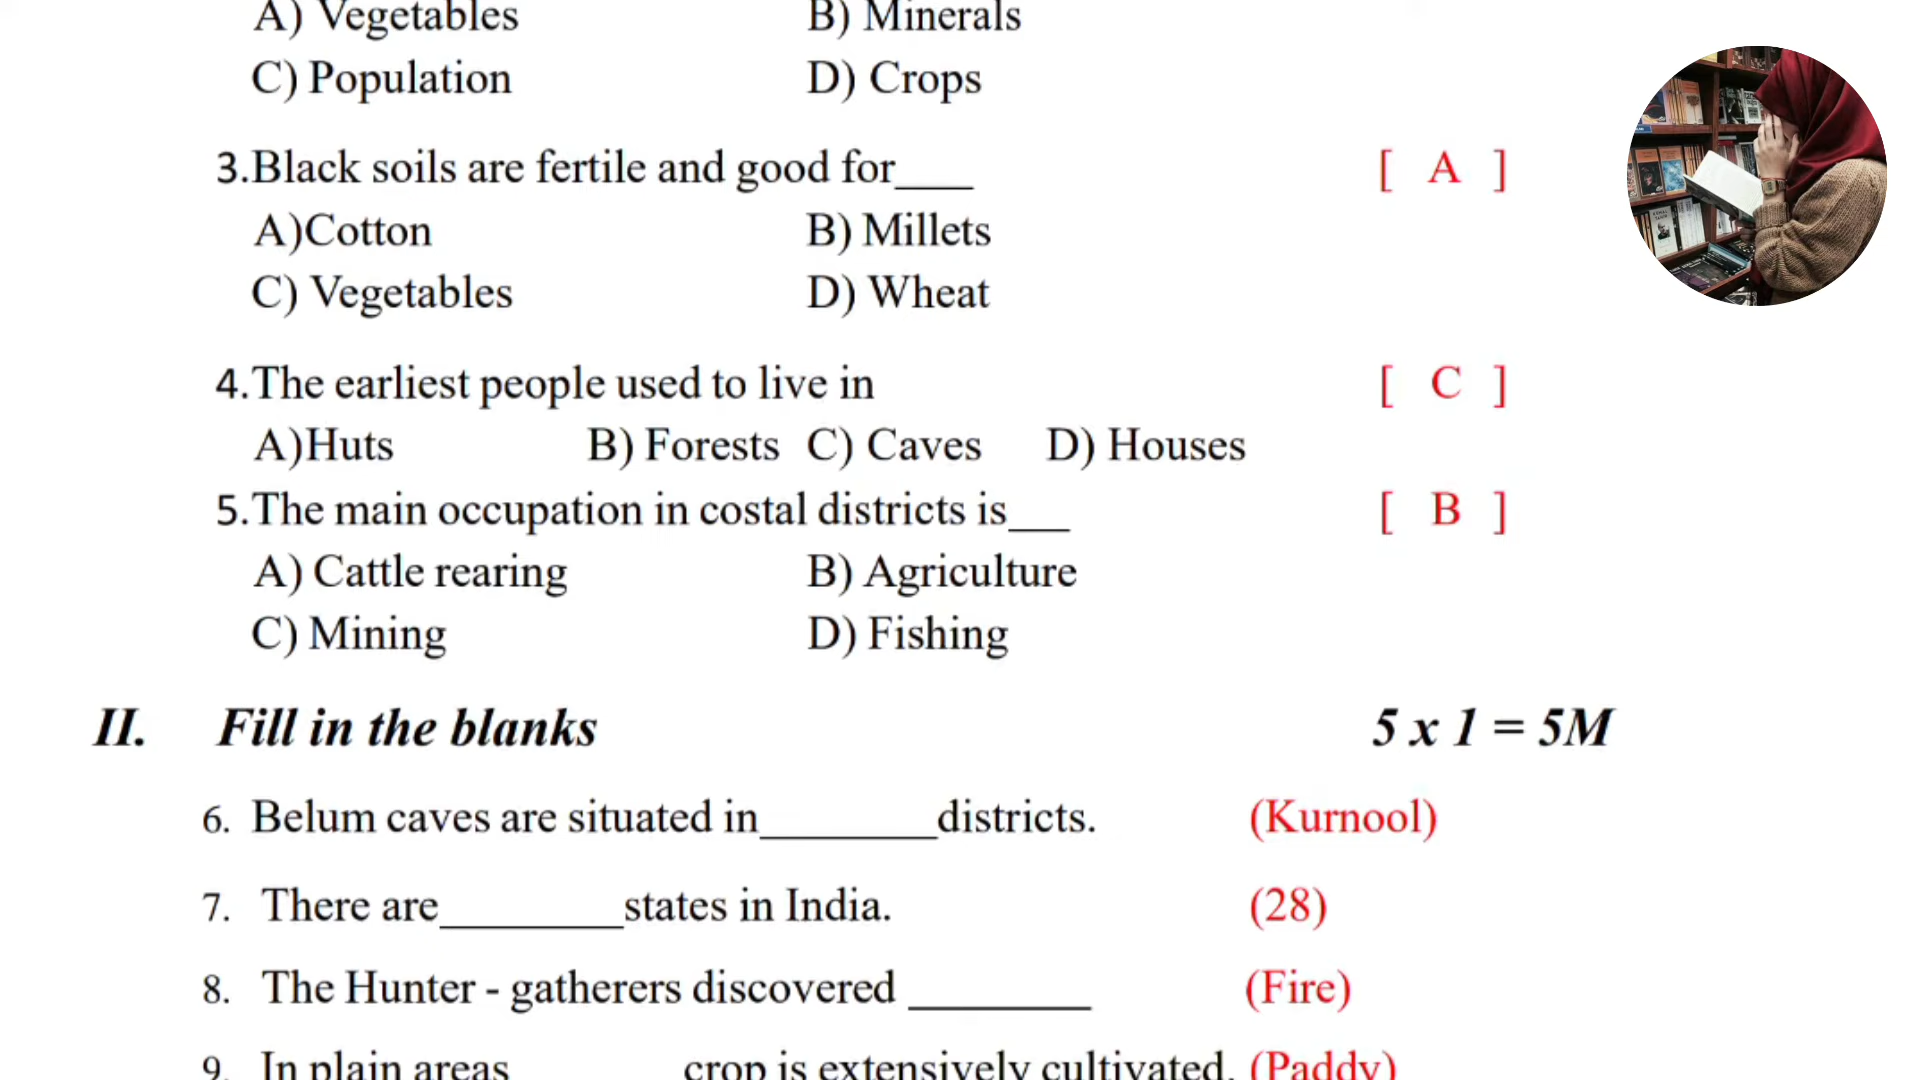 A) Vegetables B) Minerals
C) Population D) Crops
3.Black soils are fertile and good for____ [ A ]
A)Cotton B) Millets
C) Vegetables D) Wheat
4.The earliest people used to live in [ C ]
A)Huts B) Forests C) Caves D) Houses
5.The main occupation in costal districts is___ [ B ]
A) Cattle rearing B) Agriculture
C) Mining D) Fishing
II. Fill in the blanks 5 x 1 = 5M
6. Belum caves are situated in________districts. (Kurnool)
7. There are________states in India. (28)
8. The Hunter - gatherers discovered ________ (Fire)
9. In plain areas ________ crop is extensively cultivated. (Paddy)